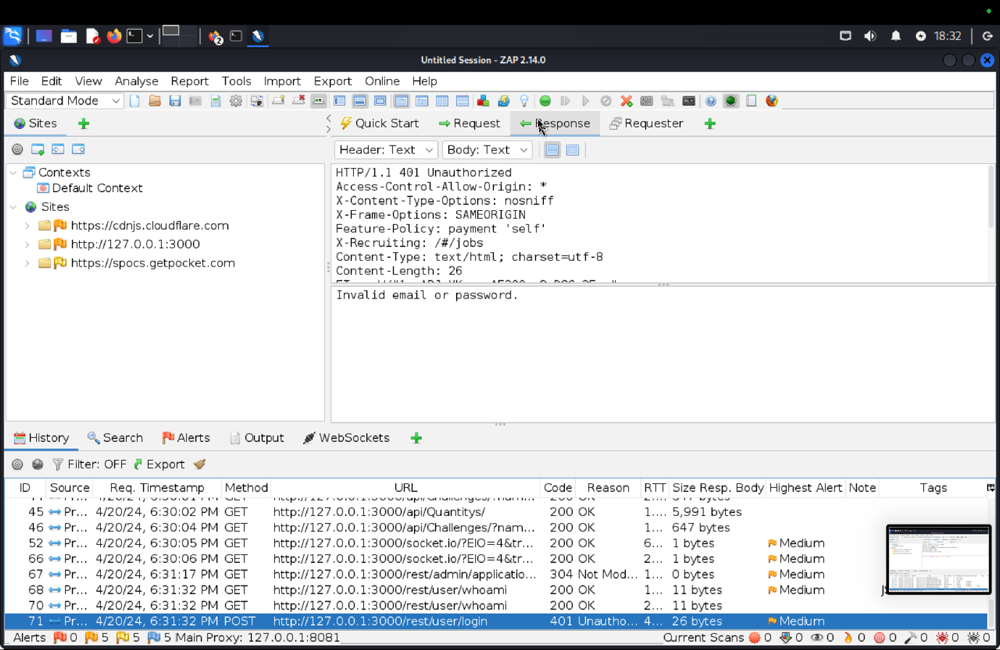 18:32
Untitled Session - ZAP 2.14.0
File Edit View Analyse Report Tools Import Export Online Help
Standard Mode
Sites
Quick Start Request Response Requester
Header: Text Body: Text
Contexts
Default Context
Sites
https://cdnjs.cloudflare.com
http://127.0.0.1:3000
https://spocs.getpocket.com
HTTP/1.1 401 Unauthorized
Access-Control-Allow-Origin: *
X-Content-Type-Options: nosniff
X-Frame-Options: SAMEORIGIN
Feature-Policy: payment 'self'
X-Recruiting: /#/jobs
Content-Type: text/html; charset=utf-8
Content-Length: 26
Invalid email or password.
History Search Alerts Output WebSockets
Filter: OFF Export
ID Source Req. Timestamp Method URL Code Reason RTT Size Resp. Body Highest Alert Note Tags
45 Pr... 4/20/24, 6:30:02 PM GET http://127.0.0.1:3000/api/Quantitys/ 200 OK 1.... 5,991 bytes
46 Pr... 4/20/24, 6:30:04 PM GET http://127.0.0.1:3000/api/Challenges/?nam... 200 OK 1... 647 bytes
52 Pr... 4/20/24, 6:30:05 PM GET http://127.0.0.1:3000/socket.io/?EIO=4&tr... 200 OK 6... 1 bytes Medium
66 Pr... 4/20/24, 6:30:06 PM GET http://127.0.0.1:3000/socket.io/?EIO=4&tr... 200 OK 2... 1 bytes Medium
67 Pr... 4/20/24, 6:31:17 PM GET http://127.0.0.1:3000/rest/admin/applicatio... 304 Not Mod... 1... 0 bytes Medium
68 Pr... 4/20/24, 6:31:32 PM GET http://127.0.0.1:3000/rest/user/whoami 200 OK 1... 11 bytes Medium
70 Pr... 4/20/24, 6:31:32 PM GET http://127.0.0.1:3000/rest/user/whoami 200 OK 2... 11 bytes
71 Pr... 4/20/24, 6:31:32 PM POST http://127.0.0.1:3000/rest/user/login 401 Unautho... 4... 26 bytes Medium
Alerts 0 5 5 5 Main Proxy: 127.0.0.1:8081 Current Scans 0 0 0 0 0 0 0 0